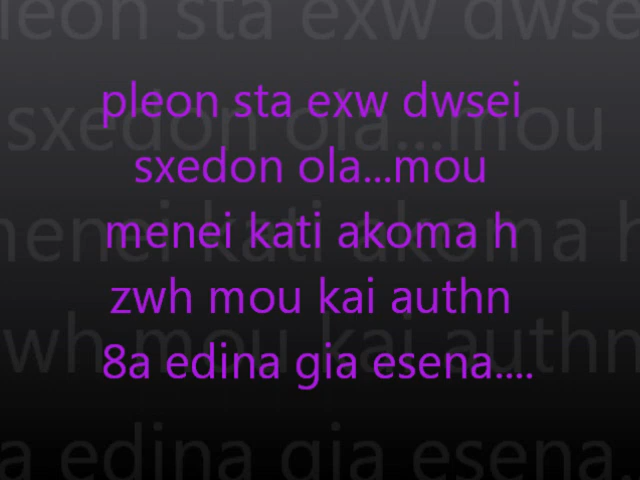 pleon sta exw dwsei
sxedon ola...mou
menei kati akoma h
zwh mou kai authn
8a edina gia esena....